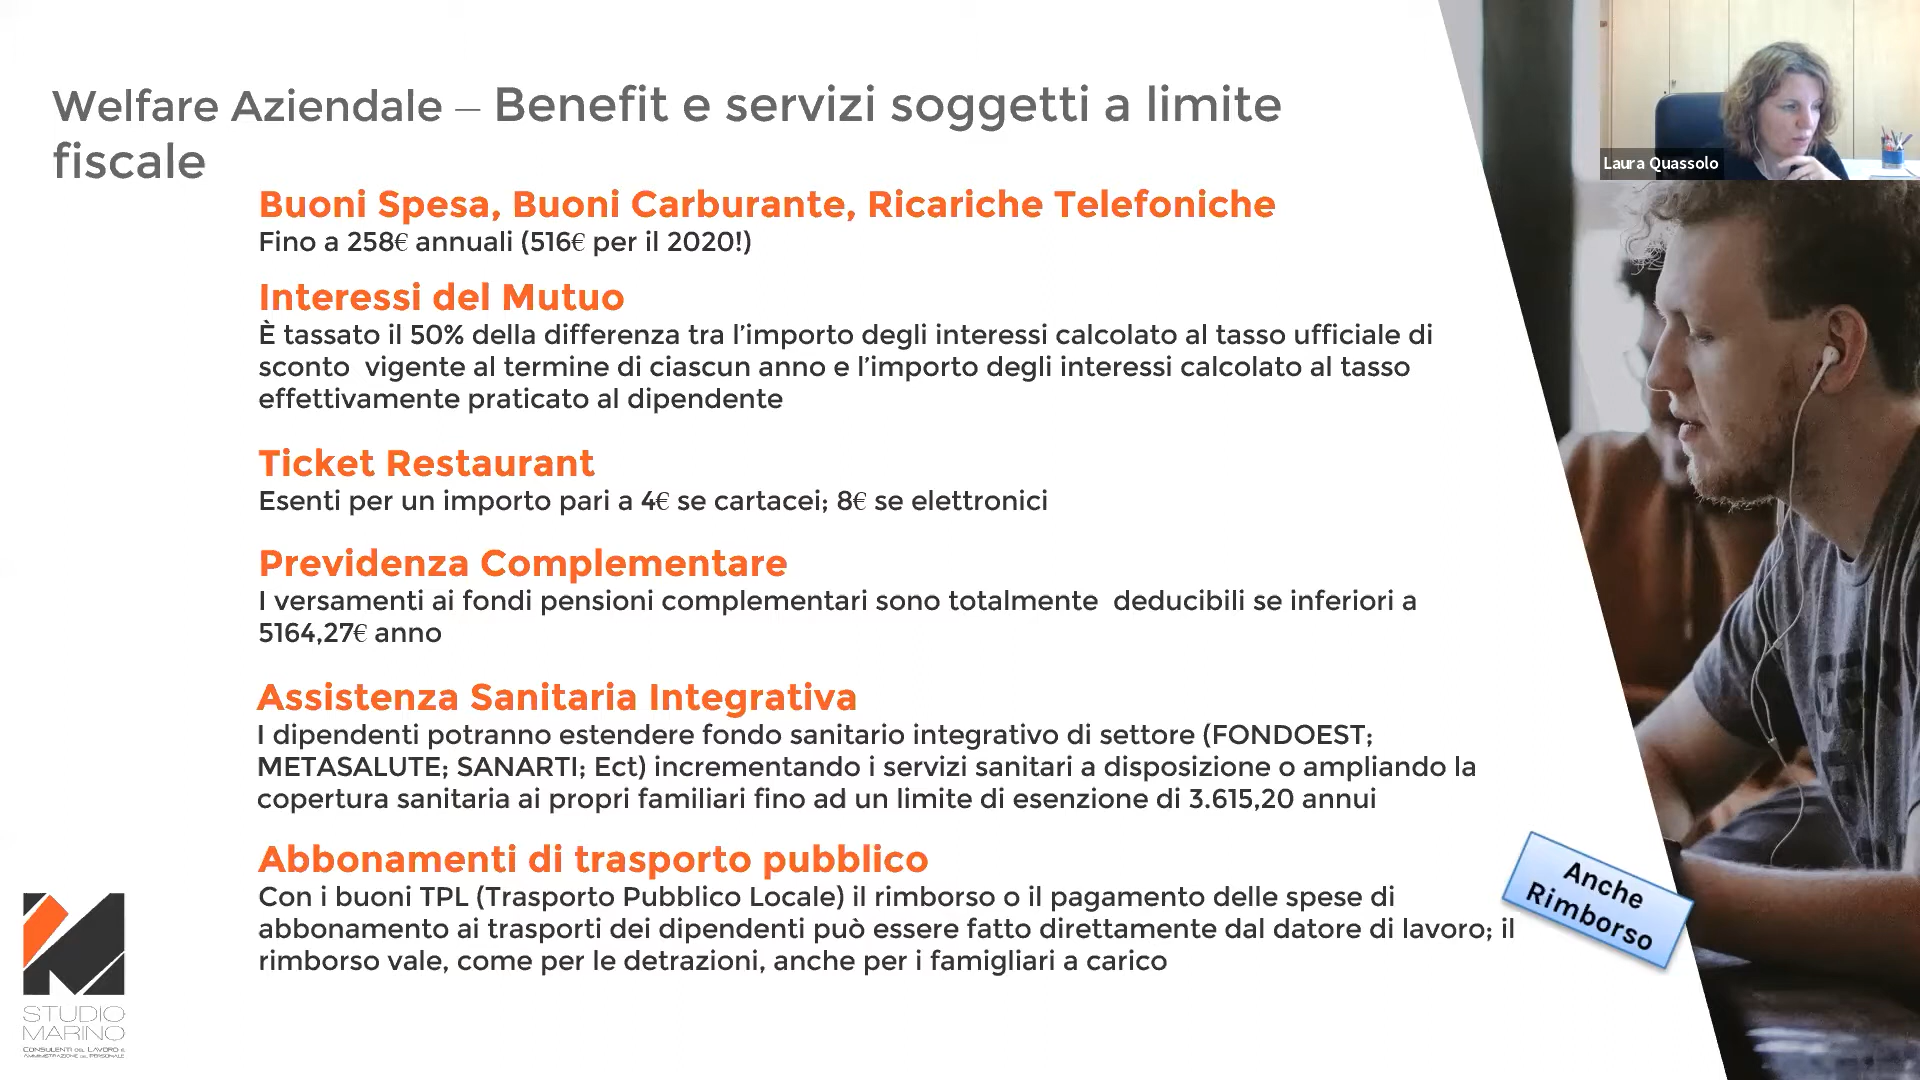 Welfare Aziendale – Benefit e servizi soggetti a limite
fiscale
Laura Quassolo
Buoni Spesa, Buoni Carburante, Ricariche Telefoniche
Fino a 258€ annuali (516€ per il 2020!)
Interessi del Mutuo
È tassato il 50% della differenza tra l’importo degli interessi calcolato al tasso ufficiale di
sconto  vigente al termine di ciascun anno e l’importo degli interessi calcolato al tasso
effettivamente praticato al dipendente
Ticket Restaurant
Esenti per un importo pari a 4€ se cartacei; 8€ se elettronici
Previdenza Complementare
I versamenti ai fondi pensioni complementari sono totalmente  deducibili se inferiori a
5164,27€ anno
Assistenza Sanitaria Integrativa
I dipendenti potranno estendere fondo sanitario integrativo di settore (FONDOEST;
METASALUTE; SANARTI; Ect) incrementando i servizi sanitari a disposizione o ampliando la
copertura sanitaria ai propri familiari fino ad un limite di esenzione di 3.615,20 annui
Abbonamenti di trasporto pubblico
Con i buoni TPL (Trasporto Pubblico Locale) il rimborso o il pagamento delle spese di
abbonamento ai trasporti dei dipendenti può essere fatto direttamente dal datore di lavoro; il
rimborso vale, come per le detrazioni, anche per i famigliari a carico
Anche
Rimborso
STUDIO
MARINO
CONSULENTI DEL LAVORO E
AMMINISTRAZIONE DEL PERSONALE